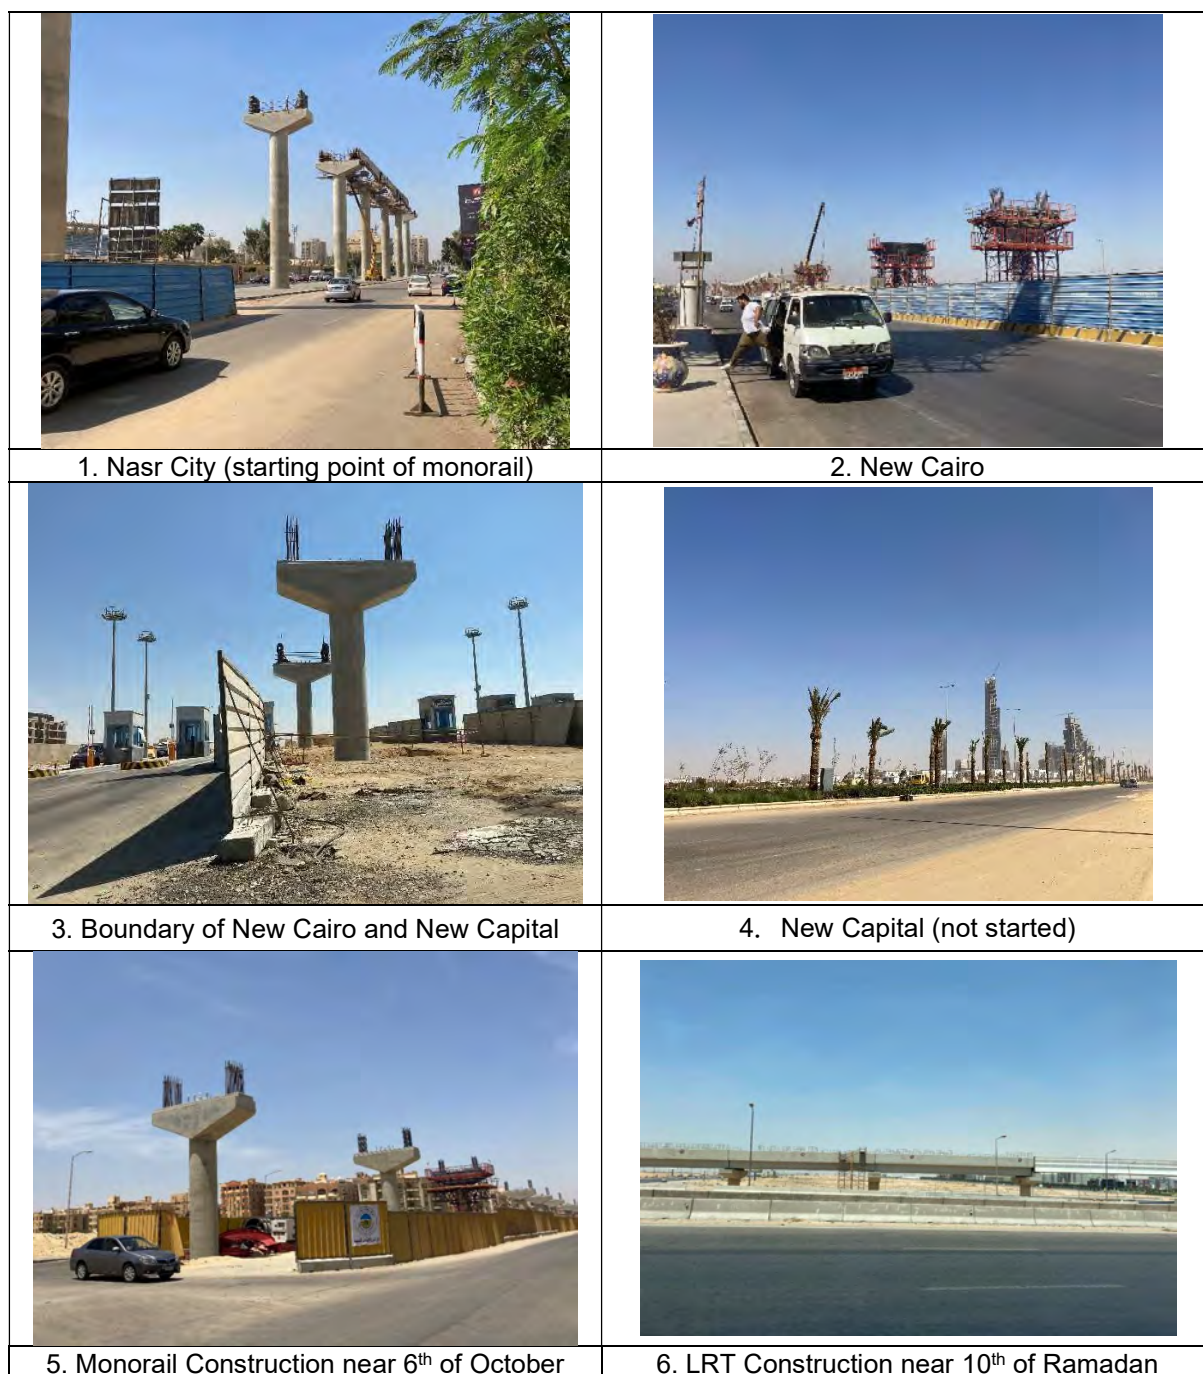 1. Nasr City (starting point of monorail)
2. New Cairo
3. Boundary of New Cairo and New Capital
4. New Capital (not started)
5. Monorail Construction near 6th of October
6. LRT Construction near 10th of Ramadan